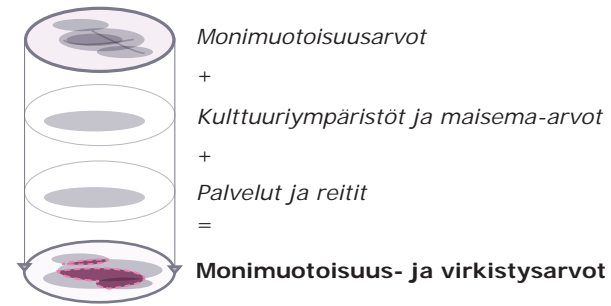 Monimuotoisuusarvot
+
Kulttuuriympäristöt ja maisema-arvot
+
Palvelut ja reitit
=
Monimuotoisuus- ja virkistysarvot